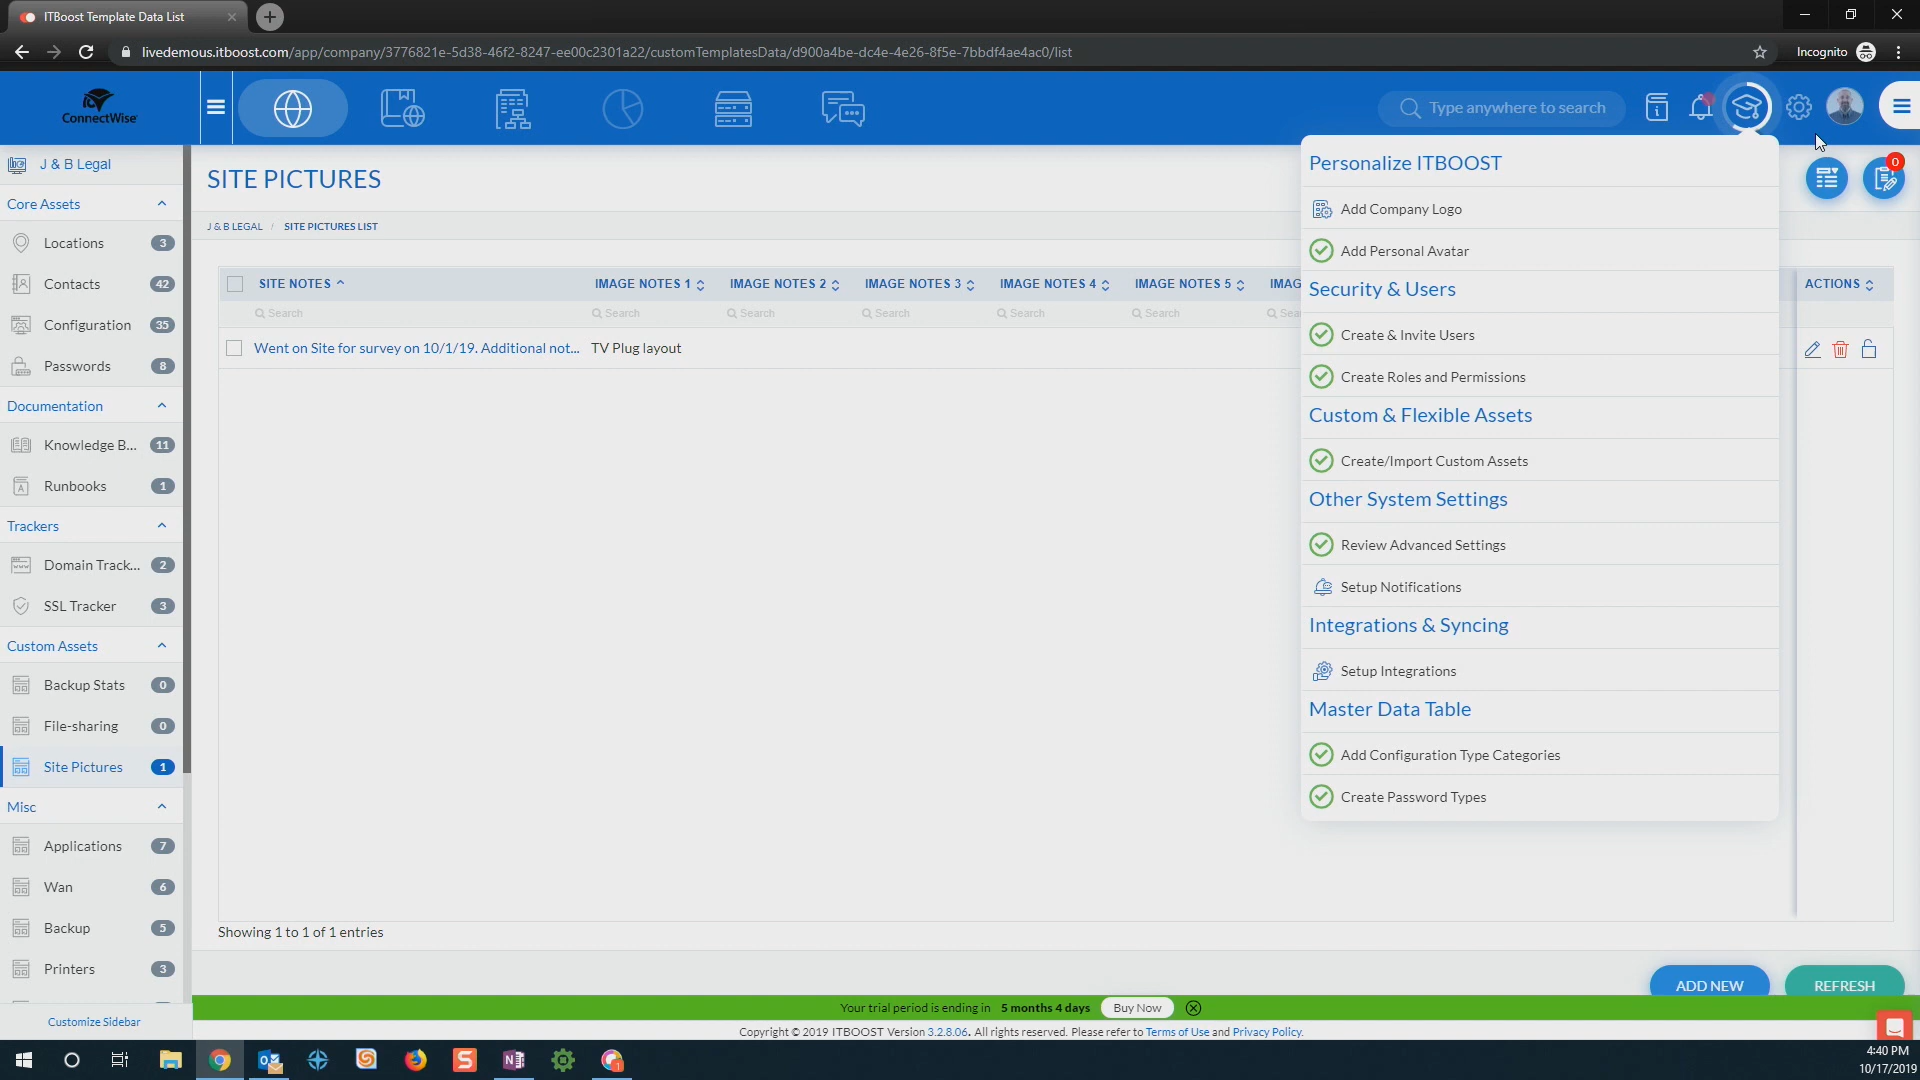 ITBoost Template Data List
livedemous.itboost.com/app/company/3776821e-5d38-46f2-8247-ee00c2301a22/customTemplatesData/d900a4be-dc4e-4e26-8f5e-7bbdf4ae4ac0/list
Incognito
ConnectWise
Type anywhere to search
J & B Legal
Core Assets
Locations 3
Contacts 42
Configuration 35
Passwords 8
Documentation
Knowledge B... 11
Runbooks 1
Trackers
Domain Track... 2
SSL Tracker 3
Custom Assets
Backup Stats 0
File-sharing 0
Site Pictures 1
Misc
Applications 7
Wan 6
Backup 5
Printers 3
Customize Sidebar
SITE PICTURES
0
J & B LEGAL / SITE PICTURES LIST
SITE NOTES IMAGE NOTES 1 IMAGE NOTES 2 IMAGE NOTES 3 IMAGE NOTES 4 IMAGE NOTES 5 IMAG ACTIONS
Search Search Search Search Search Search Sea
Went on Site for survey on 10/1/19. Additional not... TV Plug layout
Personalize ITBOOST
Add Company Logo
Add Personal Avatar
Security & Users
Create & Invite Users
Create Roles and Permissions
Custom & Flexible Assets
Create/Import Custom Assets
Other System Settings
Review Advanced Settings
Setup Notifications
Integrations & Syncing
Setup Integrations
Master Data Table
Add Configuration Type Categories
Create Password Types
Showing 1 to 1 of 1 entries
ADD NEW REFRESH
Your trial period is ending in 5 months 4 days Buy Now
Copyright © 2019 ITBOOST Version 3.2.8.06. All rights reserved. Please refer to Terms of Use and Privacy Policy.
4:40 PM
10/17/2019